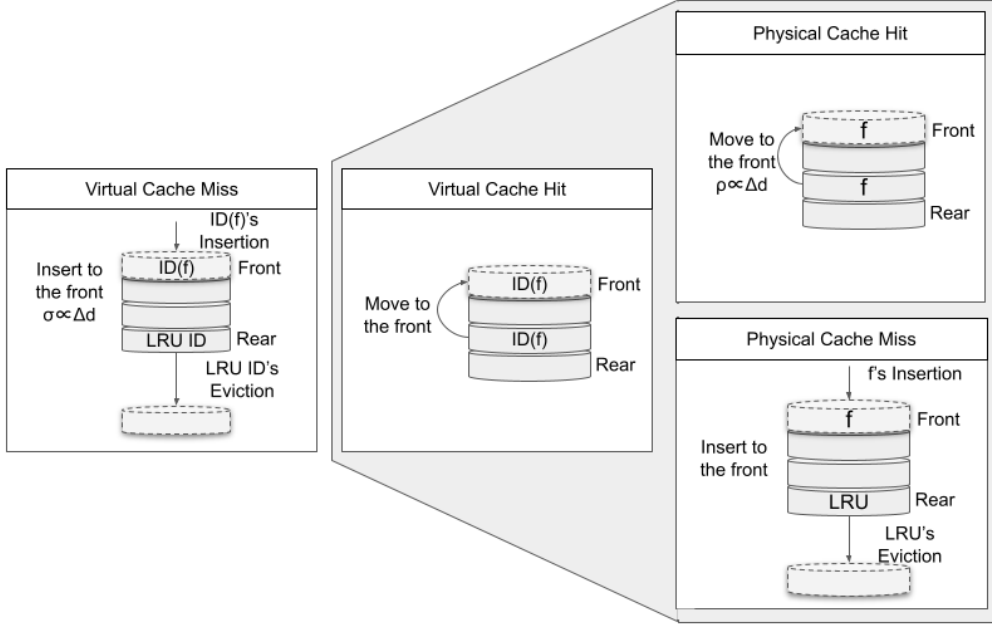 Virtual Cache Miss
ID(f)'s
Insertion
Insert to
the front
σ∝Δd
ID(f)
Front
LRU ID
Rear
LRU ID's
Eviction
Virtual Cache Hit
Move to
the front
ID(f)
Front
ID(f)
Rear
Physical Cache Hit
Move to
the front
ρ∝Δd
f
Front
f
Rear
Physical Cache Miss
f's Insertion
Insert to
the front
f
Front
LRU
Rear
LRU's
Eviction